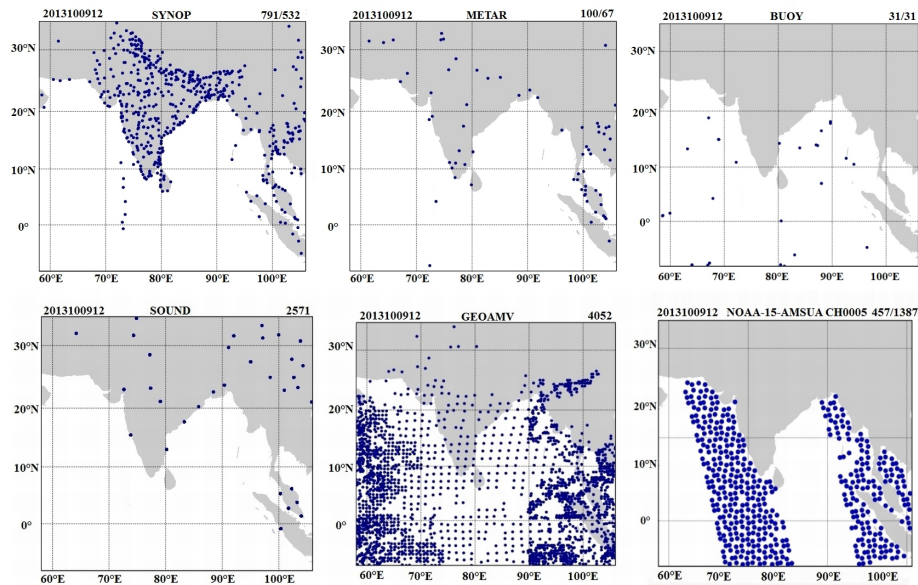 2013100912 SYNOP 791/532
30°N
20°N
10°N
0°
60°E 70°E 80°E 90°E 100°E
2013100912 METAR 100/67
30°N
20°N
10°N
0°
60°E 70°E 80°E 90°E 100°E
2013100912 BUOY 31/31
30°N
20°N
10°N
0°
60°E 70°E 80°E 90°E 100°E
2013100912 SOUND 2571
30°N
20°N
10°N
0°
60°E 70°E 80°E 90°E 100°E
2013100912 GEOAMV 4052
30°N
20°N
10°N
0°
60°E 70°E 80°E 90°E 100°E
2013100912 NOAA-15-AMSUA CH0005 457/1387
30°N
20°N
10°N
0°
60°E 70°E 80°E 90°E 100°E